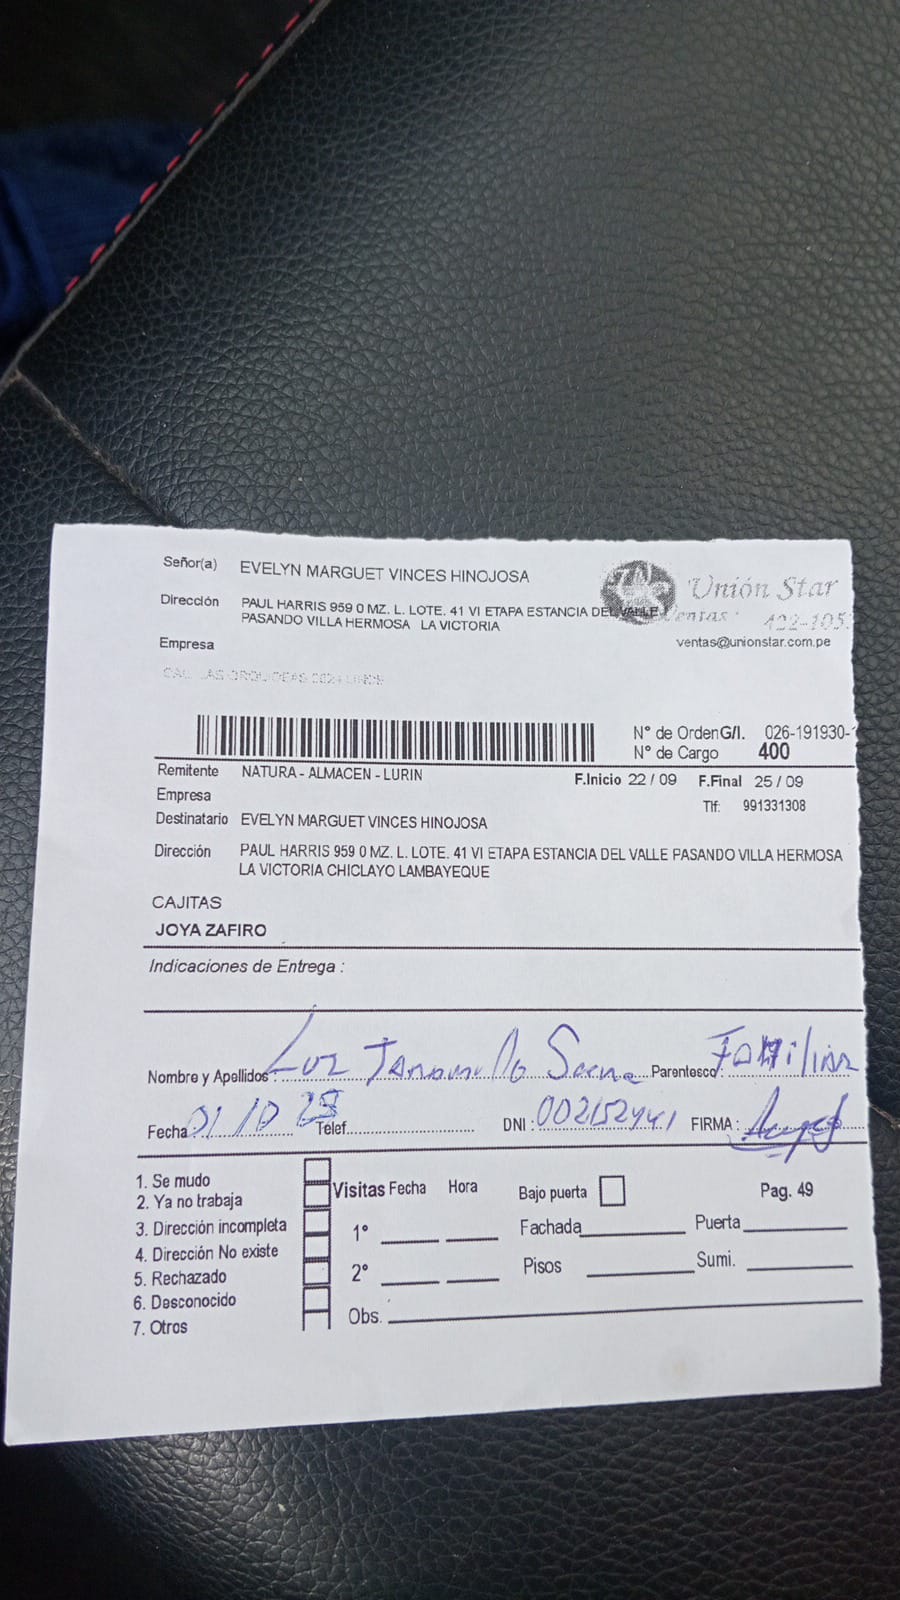 Señor(a) EVELYN MARGUET VINCES HINOJOSA
Unión Star
Dirección PAUL HARRIS 959 0 MZ. L. LOTE. 41 VI ETAPA ESTANCIA DEL VALLE
Ventas: 422-105
PASANDO VILLA HERMOSA LA VICTORIA
ventas@unionstar.com.pe
Empresa
N° de Orden G/I. 026-191930-
N° de Cargo 400
Remitente NATURA - ALMACEN - LURIN
F.Inicio 22 / 09 F.Final 25 / 09
Empresa
Tlf: 991331308
Destinatario EVELYN MARGUET VINCES HINOJOSA
Dirección PAUL HARRIS 959 0 MZ. L. LOTE. 41 VI ETAPA ESTANCIA DEL VALLE PASANDO VILLA HERMOSA
LA VICTORIA CHICLAYO LAMBAYEQUE
CAJITAS
JOYA ZAFIRO
Indicaciones de Entrega :
Nombre y Apellidos: Luz Parentesco: Familiar
Fecha 01/10 Telef. DNI: 002152441 FIRMA:
1. Se mudo
2. Ya no trabaja
3. Dirección incompleta
4. Dirección No existe
5. Rechazado
6. Desconocido
7. Otros
Visitas Fecha Hora Bajo puerta Pag. 49
1° Fachada Puerta
2° Pisos Sumi.
Obs.